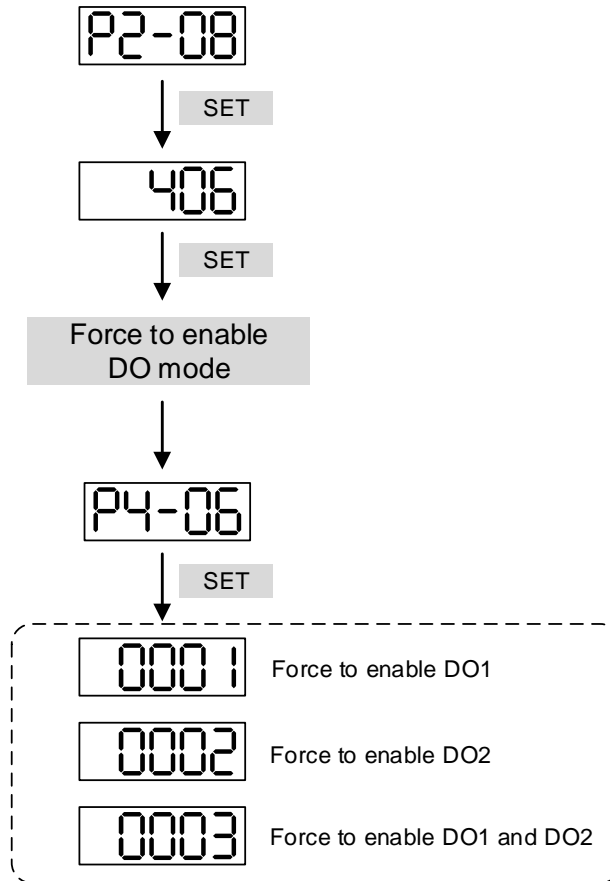 P2-08
SET
406
SET
Force to enable
DO mode
P4-06
SET
0001
Force to enable DO1
0002
Force to enable DO2
0003
Force to enable DO1 and DO2